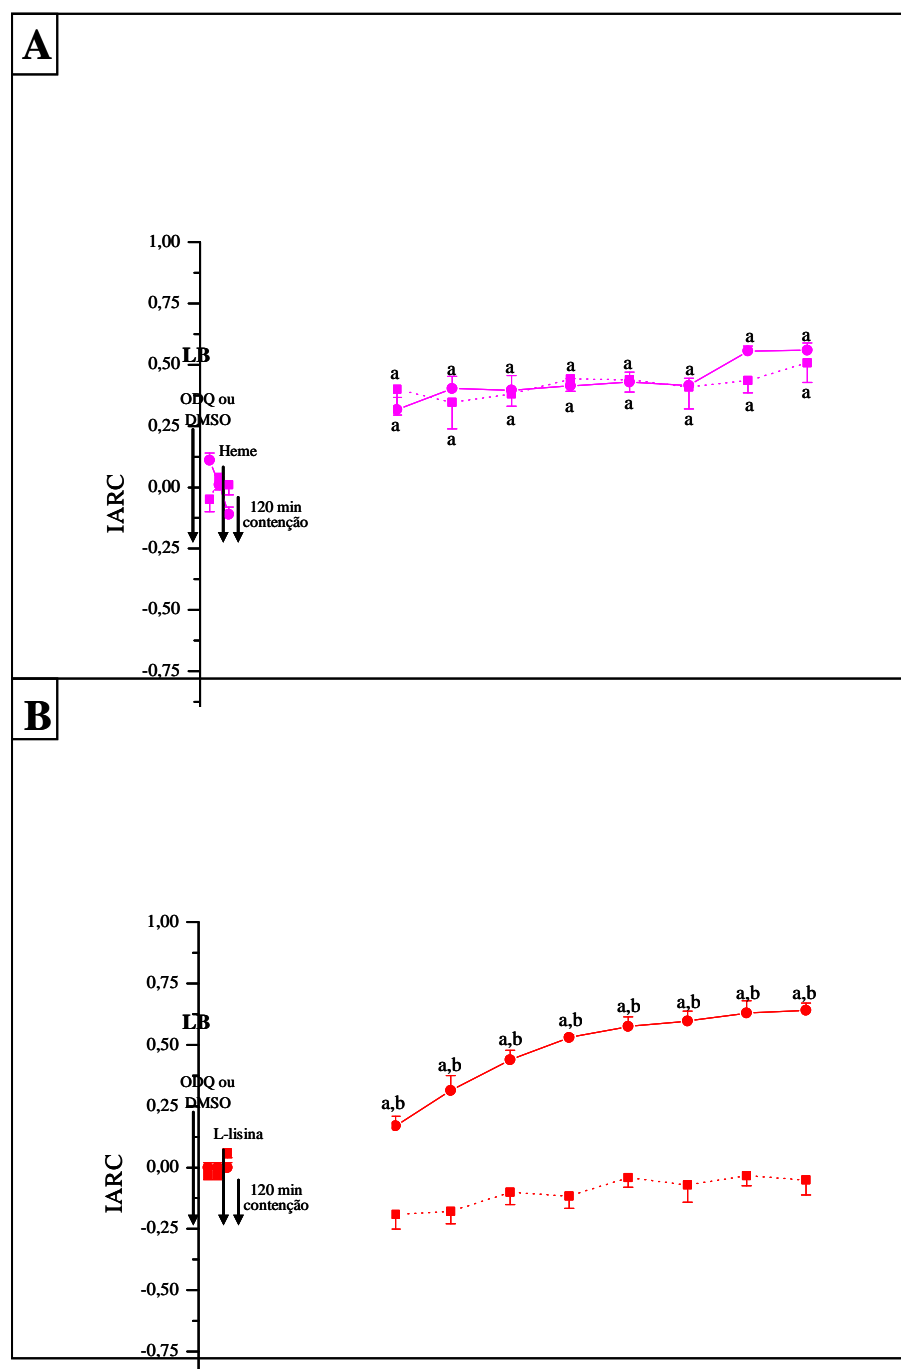 A
1,00
0,75
a a
a a a a
LB
0,50
a a
ODQ ou
a a a
DMSO
a a a a a
0,25
Heme
0,00
IARC
120 min
contenção
-0,25
-0,50
-0,75
B
1,00
0,75
a,b a,b a,b a,b a,b
LB
a,b
0,50
a,b
ODQ ou
DMSO
a,b
0,25
L-lisina
0,00
IARC
120 min
contenção
-0,25
-0,50
-0,75